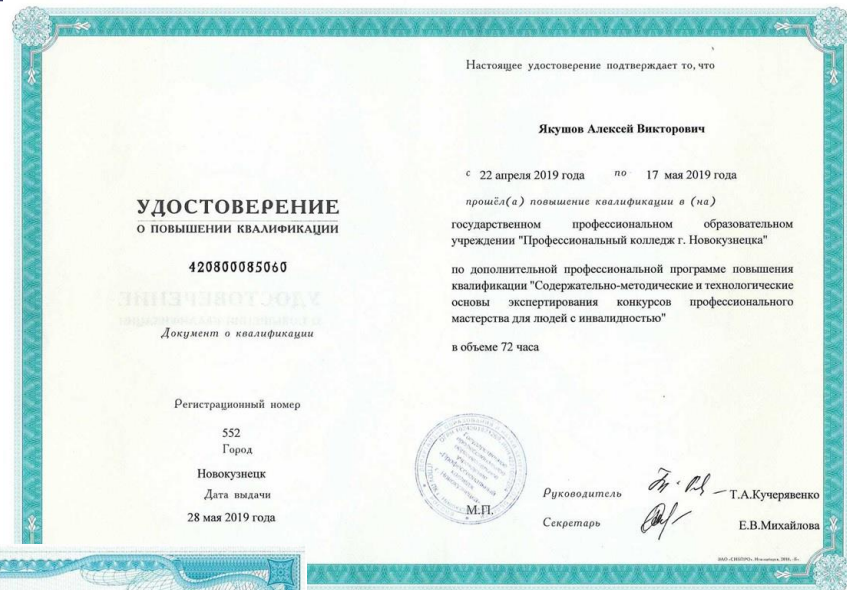 УДОСТОВЕРЕНИЕ
О ПОВЫШЕНИИ КВАЛИФИКАЦИИ
420800085060
Документ о квалификации
Регистрационный номер
552
Город
Новокузнецк
Дата выдачи
28 мая 2019 года
Настоящее удостоверение подтверждает то, что
Якушов Алексей Викторович
с 22 апреля 2019 года по 17 мая 2019 года
прошёл(а) повышение квалификации в (на)
государственном профессиональном образовательном
учреждении "Профессиональный колледж г. Новокузнецка"
по дополнительной профессиональной программе повышения
квалификации "Содержательно-методические и технологические
основы экспертирования конкурсов профессионального
мастерства для людей с инвалидностью"
в объеме 72 часа
М.П.
Руководитель Т.А.Кучерявенко
Секретарь Е.В.Михайлова